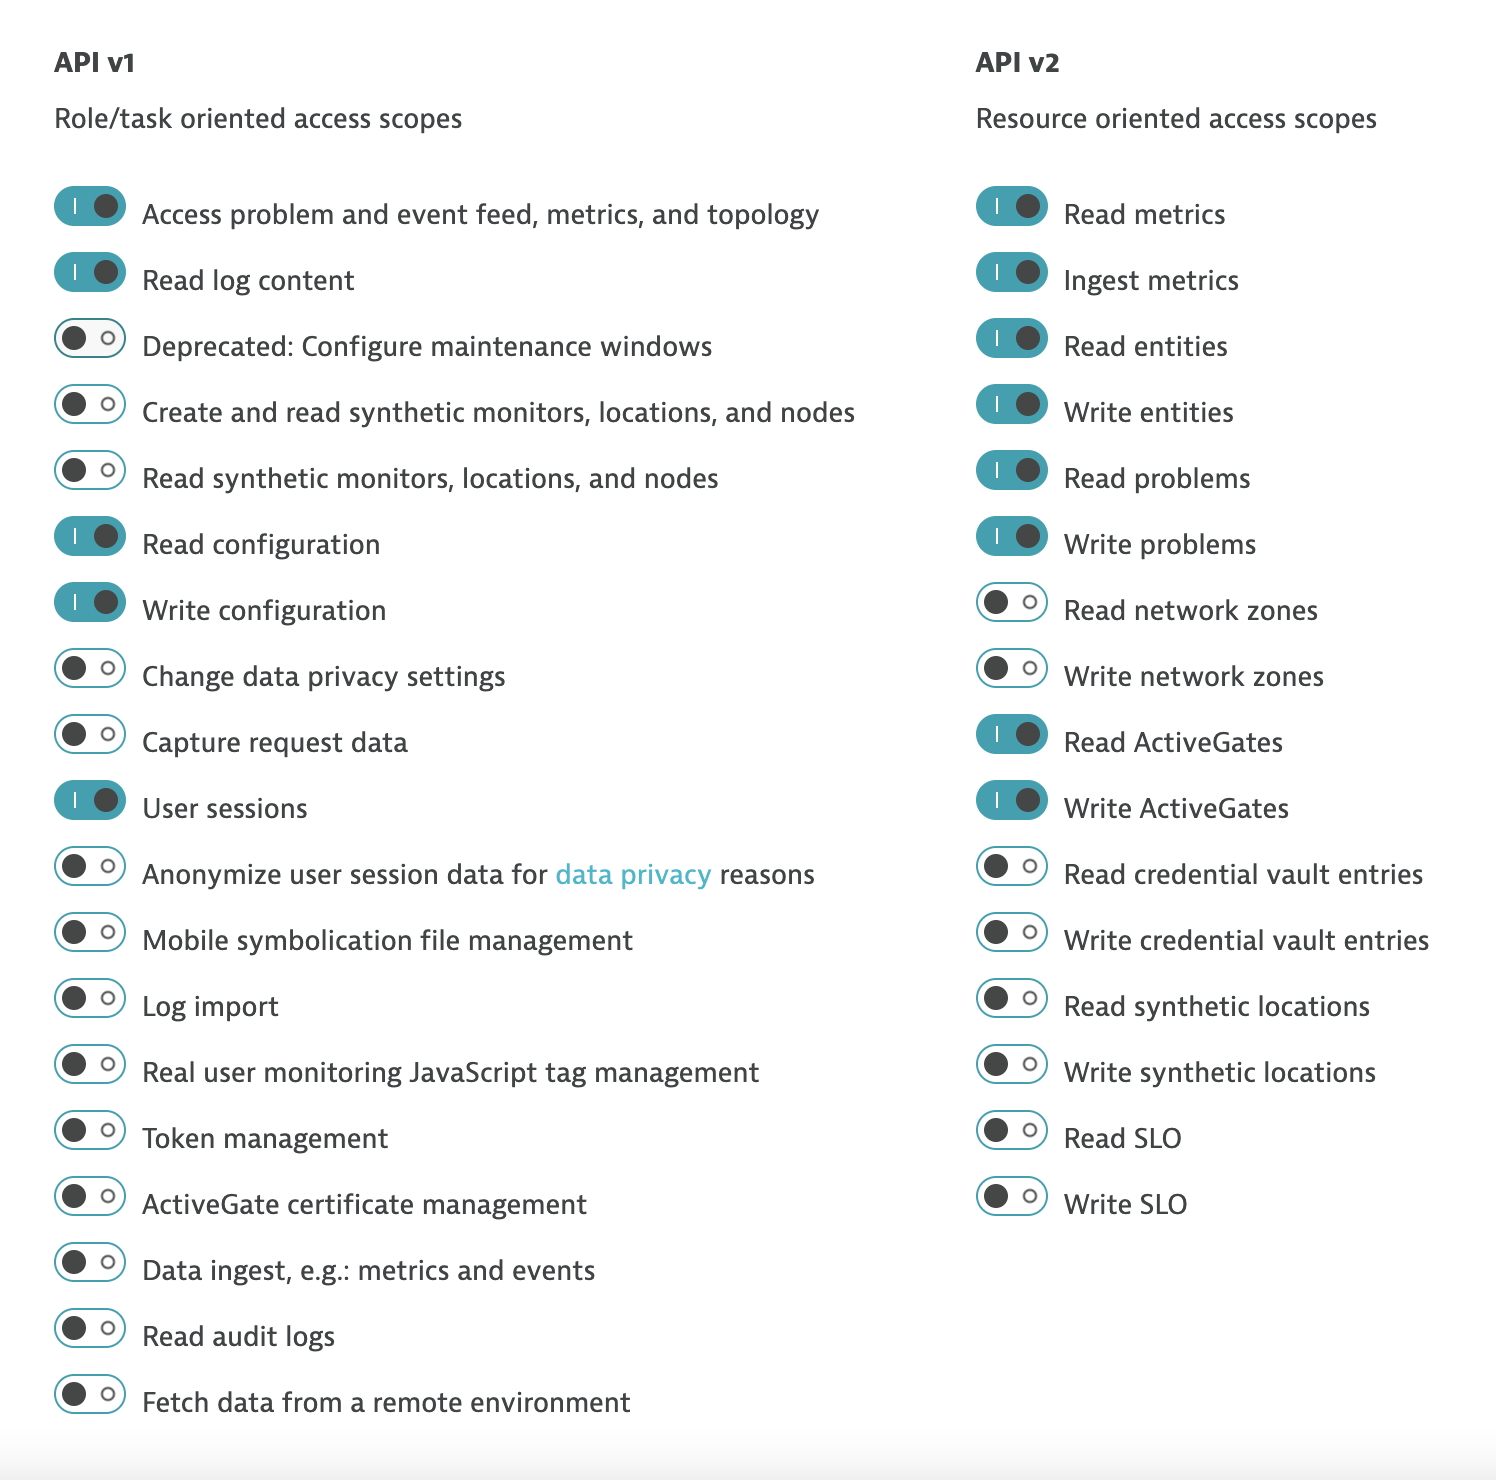 API v1
Role/task oriented access scopes
Access problem and event feed, metrics, and topology
Read log content
Deprecated: Configure maintenance windows
Create and read synthetic monitors, locations, and nodes
Read synthetic monitors, locations, and nodes
Read configuration
Write configuration
Change data privacy settings
Capture request data
User sessions
Anonymize user session data for data privacy reasons
Mobile symbolication file management
Log import
Real user monitoring JavaScript tag management
Token management
ActiveGate certificate management
Data ingest, e.g.: metrics and events
Read audit logs
Fetch data from a remote environment
API v2
Resource oriented access scopes
Read metrics
Ingest metrics
Read entities
Write entities
Read problems
Write problems
Read network zones
Write network zones
Read ActiveGates
Write ActiveGates
Read credential vault entries
Write credential vault entries
Read synthetic locations
Write synthetic locations
Read SLO
Write SLO